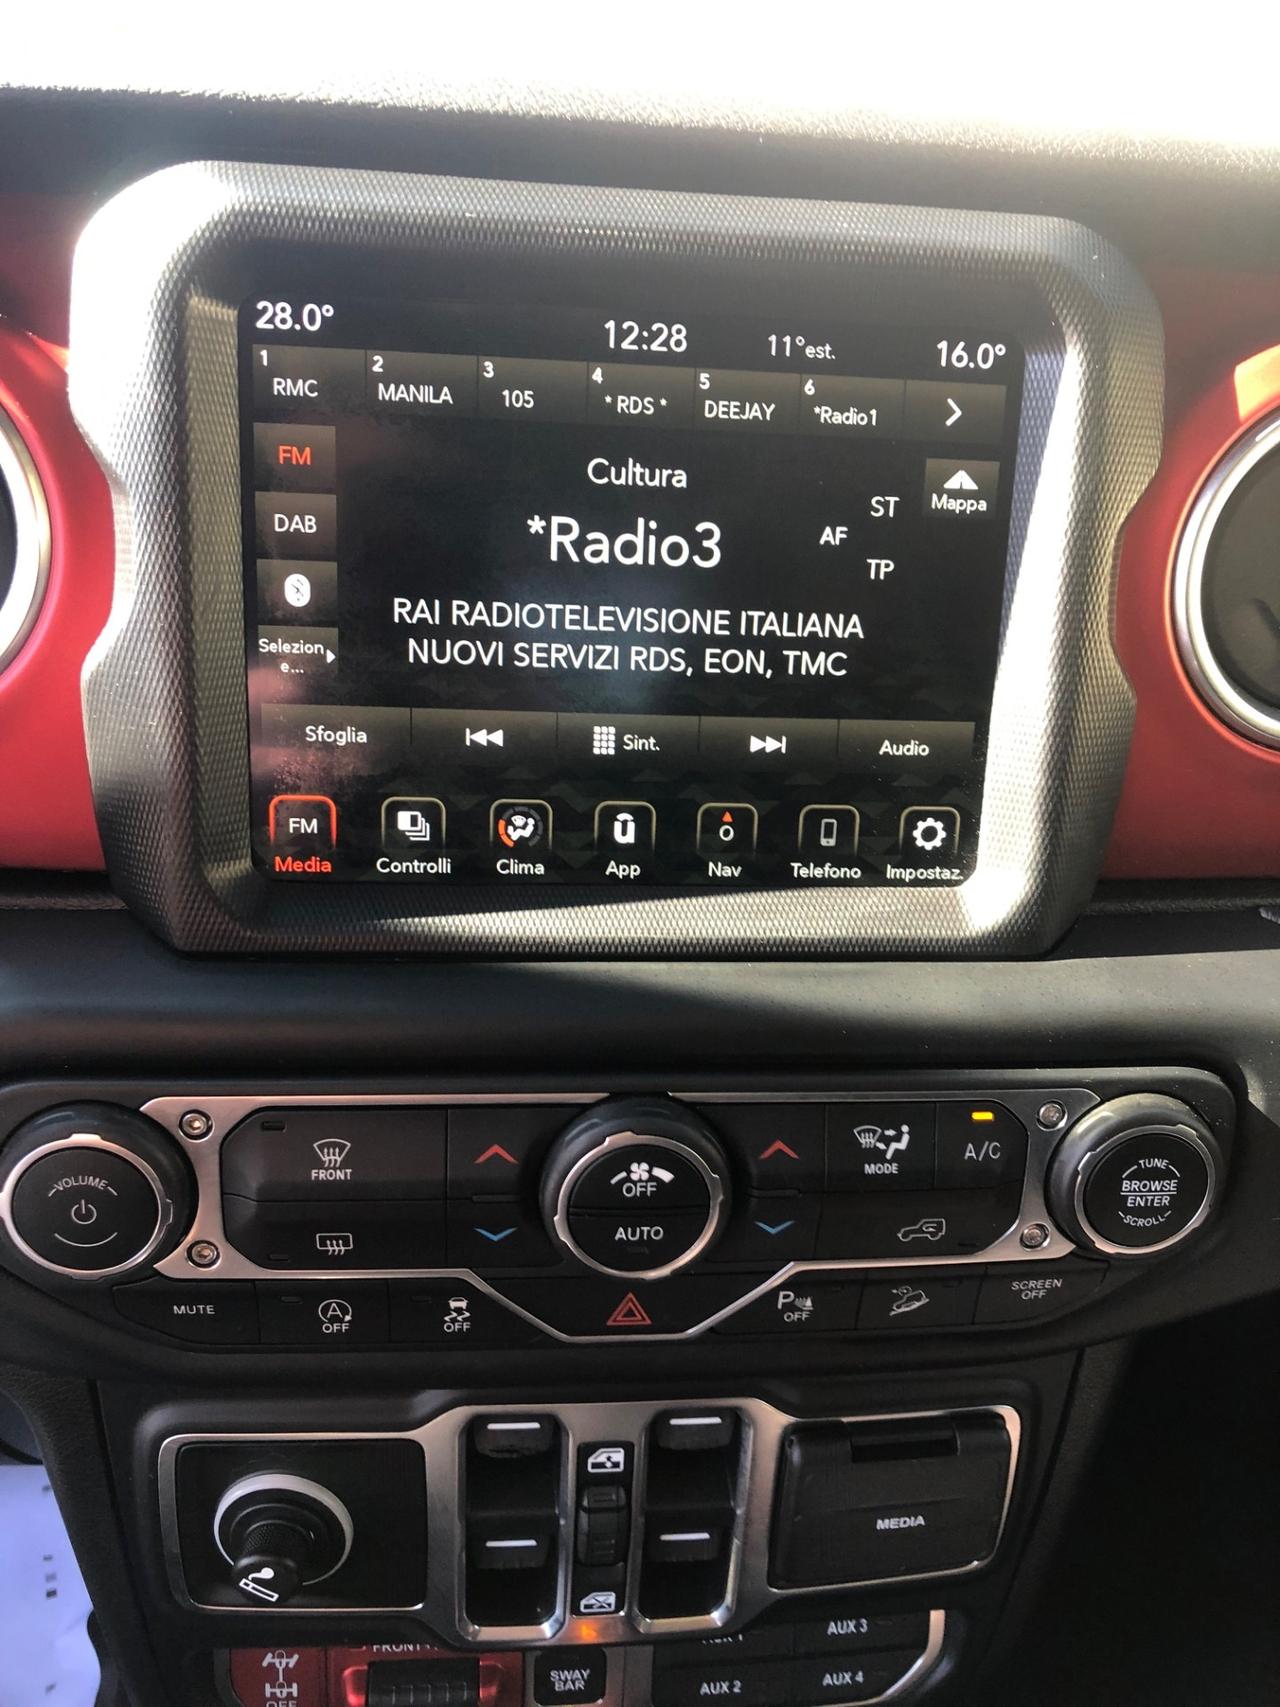 28.0° 12:28 11°est. 16.0°
1 RMC 2 MANILA 3 105 4 *RDS* 5 DEEJAY 6 *Radio1
FM
Cultura
Mappa
ST
DAB
*Radio3
AF
TP
RAI RADIOTELEVISIONE ITALIANA
Selezion
e...
NUOVI SERVIZI RDS, EON, TMC
Sfoglia Sint. Audio
FM
Media Controlli Clima App Nav Telefono Impostaz.
VOLUME
FRONT
OFF
AUTO
MODE
A/C
TUNE
BROWSE
ENTER
SCROLL
MUTE
A
OFF
OFF
P
OFF
SCREEN
OFF
MEDIA
FRONT
SWAY
BAR
OFF
AUX 3
AUX 2
AUX 4